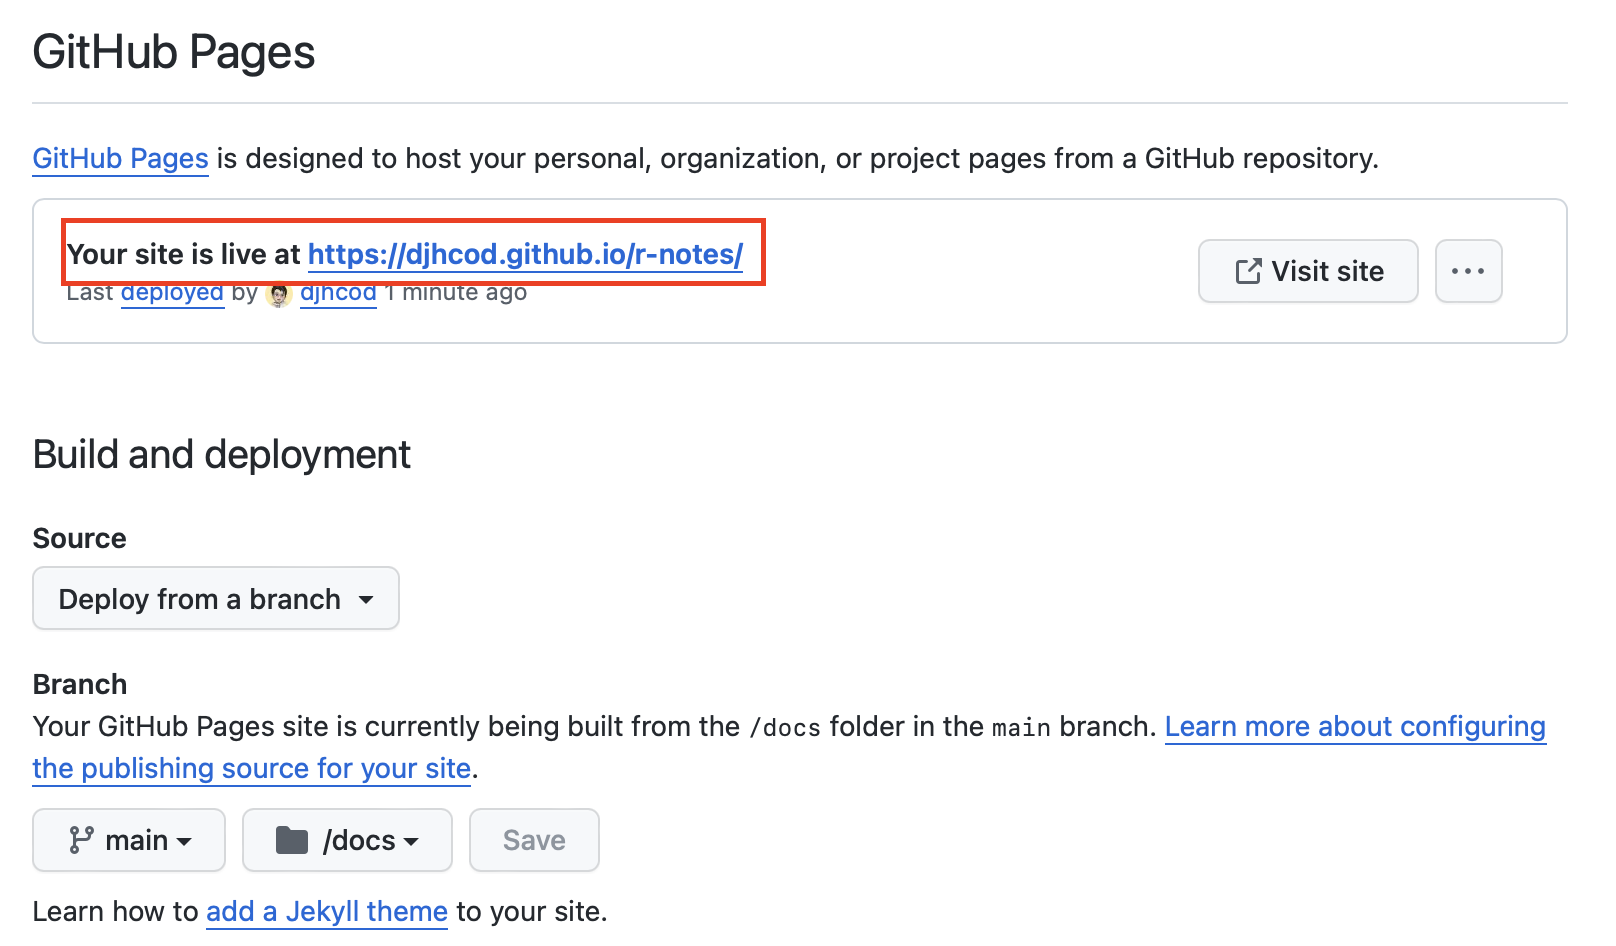 GitHub Pages
GitHub Pages is designed to host your personal, organization, or project pages from a GitHub repository.
Your site is live at https://djhcod.github.io/r-notes/
Last deployed by djhcod 1 minute ago
Visit site
Build and deployment
Source
Deploy from a branch
Branch
Your GitHub Pages site is currently being built from the /docs folder in the main branch. Learn more about configuring
the publishing source for your site.
main /docs Save
Learn how to add a Jekyll theme to your site.